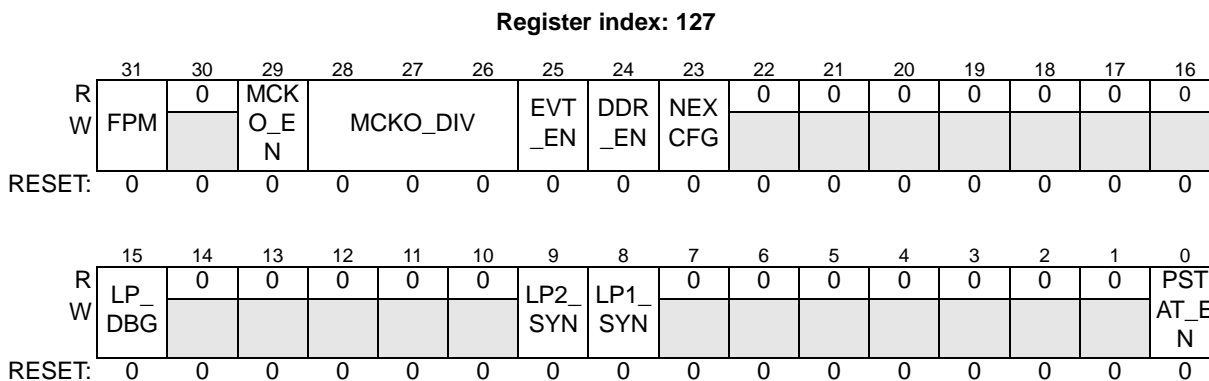 Register index: 127
31 30 29 28 27 26 25 24 23 22 21 20 19 18 17 16
R FPM 0 MCK O_E N MCKO_DIV EVT _EN DDR _EN NEX CFG 0 0 0 0 0 0 0
W
RESET: 0 0 0 0 0 0 0 0 0 0 0 0 0 0 0 0
15 14 13 12 11 10 9 8 7 6 5 4 3 2 1 0
R LP_ DBG 0 0 0 0 0 LP2_ SYN LP1_ SYN 0 0 0 0 0 0 0 PST AT_E N
W
RESET: 0 0 0 0 0 0 0 0 0 0 0 0 0 0 0 0